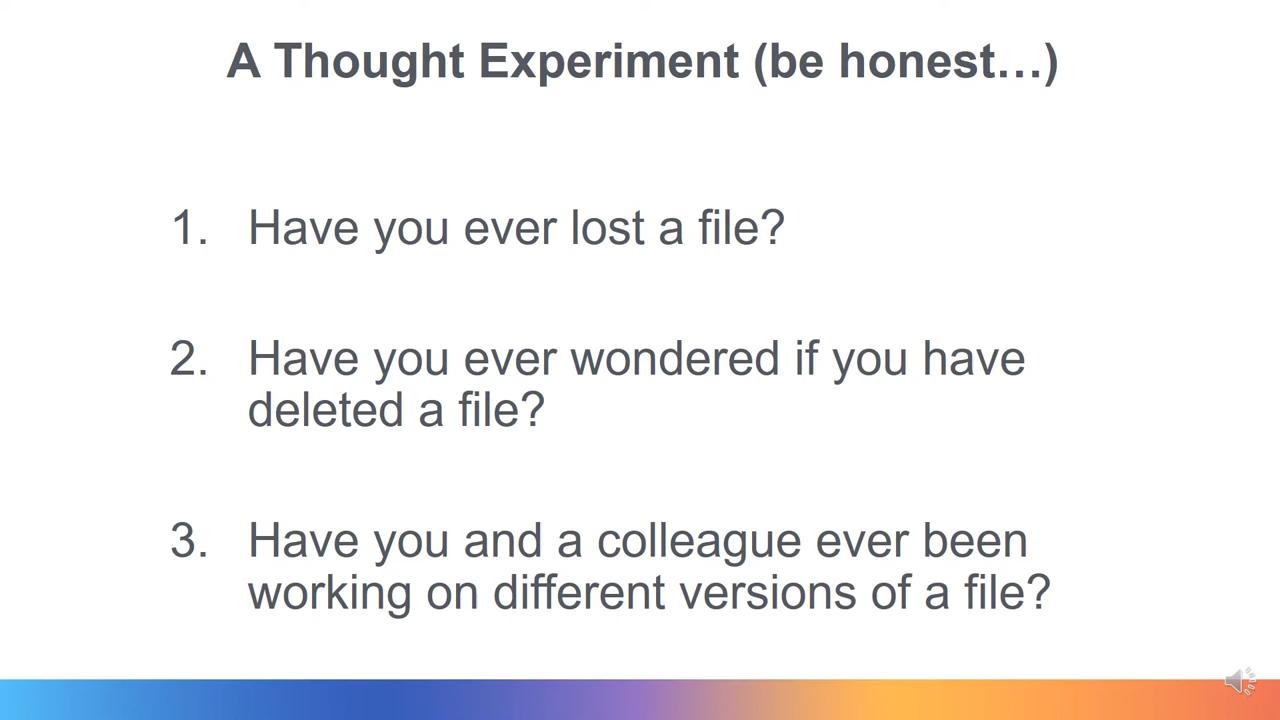 A Thought Experiment (be honest…)
1. Have you ever lost a file?
2. Have you ever wondered if you have
deleted a file?
3. Have you and a colleague ever been
working on different versions of a file?